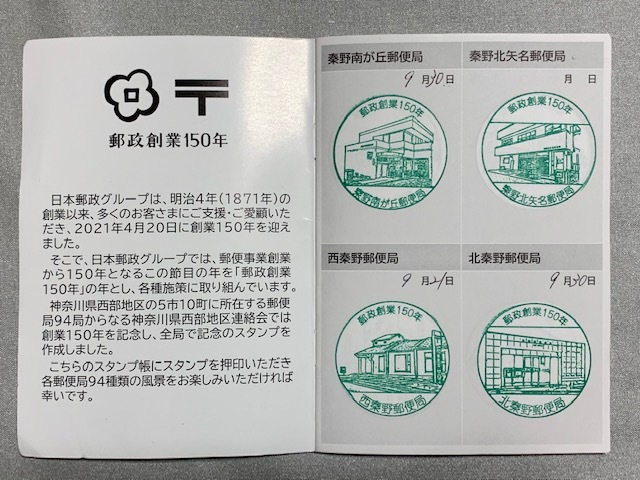 〒
郵政創業150年
日本郵政グループは、明治4年(1871年)の
創業以来、多くのお客さまにご支援・ご愛顧いた
だき、2021年4月20日に創業150年を迎え
ました。
そこで、日本郵政グループでは、郵便事業創業
から150年となるこの節目の年を「郵政創業
150年」の年とし、各種施策に取り組んでいます。
神奈川県西部地区の5市10町に所在する郵便
局94局からなる神奈川県西部地区連絡会では
創業150年を記念し、全局で記念のスタンプを
作成しました。
こちらのスタンプ帳にスタンプを押印いただき
各郵便局94種類の風景をお楽しみいただければ
幸いです。
秦野南が丘郵便局
9月30日
郵政創業150年
秦野南が丘郵便局
秦野北矢名郵便局
月 日
郵政創業150年
秦野北矢名郵便局
西秦野郵便局
9月21日
郵政創業150年
西秦野郵便局
北秦野郵便局
9月30日
郵政創業150年
北秦野郵便局